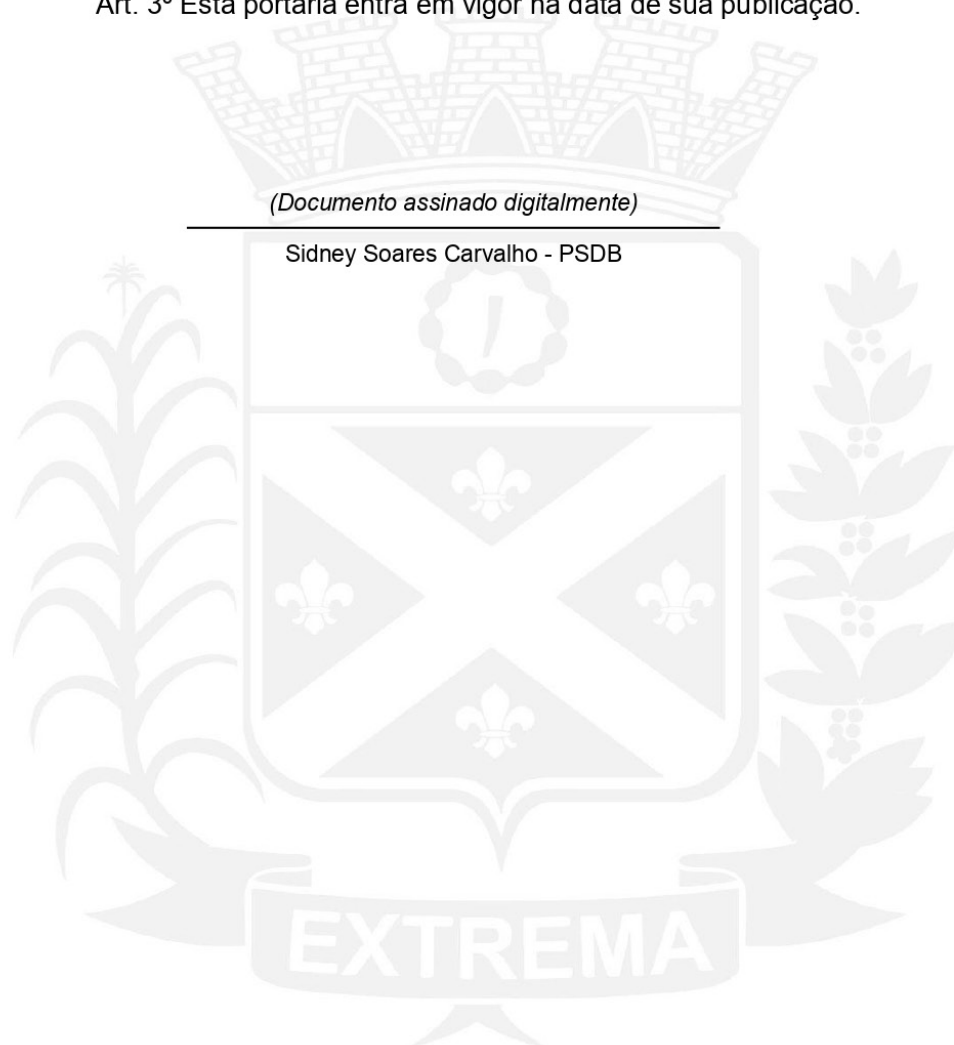 Art. 3º Esta portaria entra em vigor na data de sua publicação.
(Documento assinado digitalmente)
Sidney Soares Carvalho - PSDB
EXTREMA